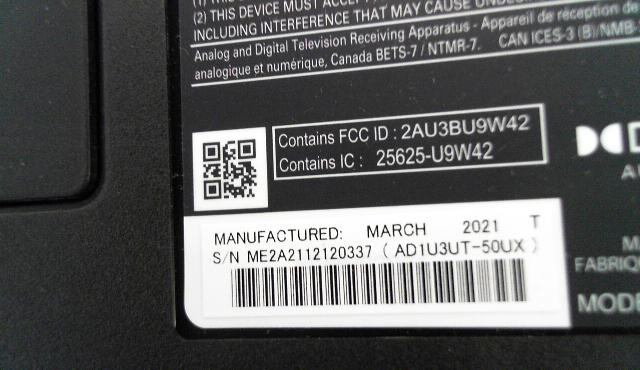 (2) THIS DEVICE MUST ACCEPT
INCLUDING INTERFERENCE THAT MAY CAUSE
Analog and Digital Television Receiving Apparatus - Appareil de réception de
analogique et numérique, Canada BETS-7 / NTMR-7. CAN ICES-3 (B)/NMB-
Contains FCC ID : 2AU3BU9W42
Contains IC : 25625-U9W42
MANUFACTURED: MARCH 2021 T
S/N ME2A2112120337 ( AD1U3UT-50UX )
FABRIQ
MODE